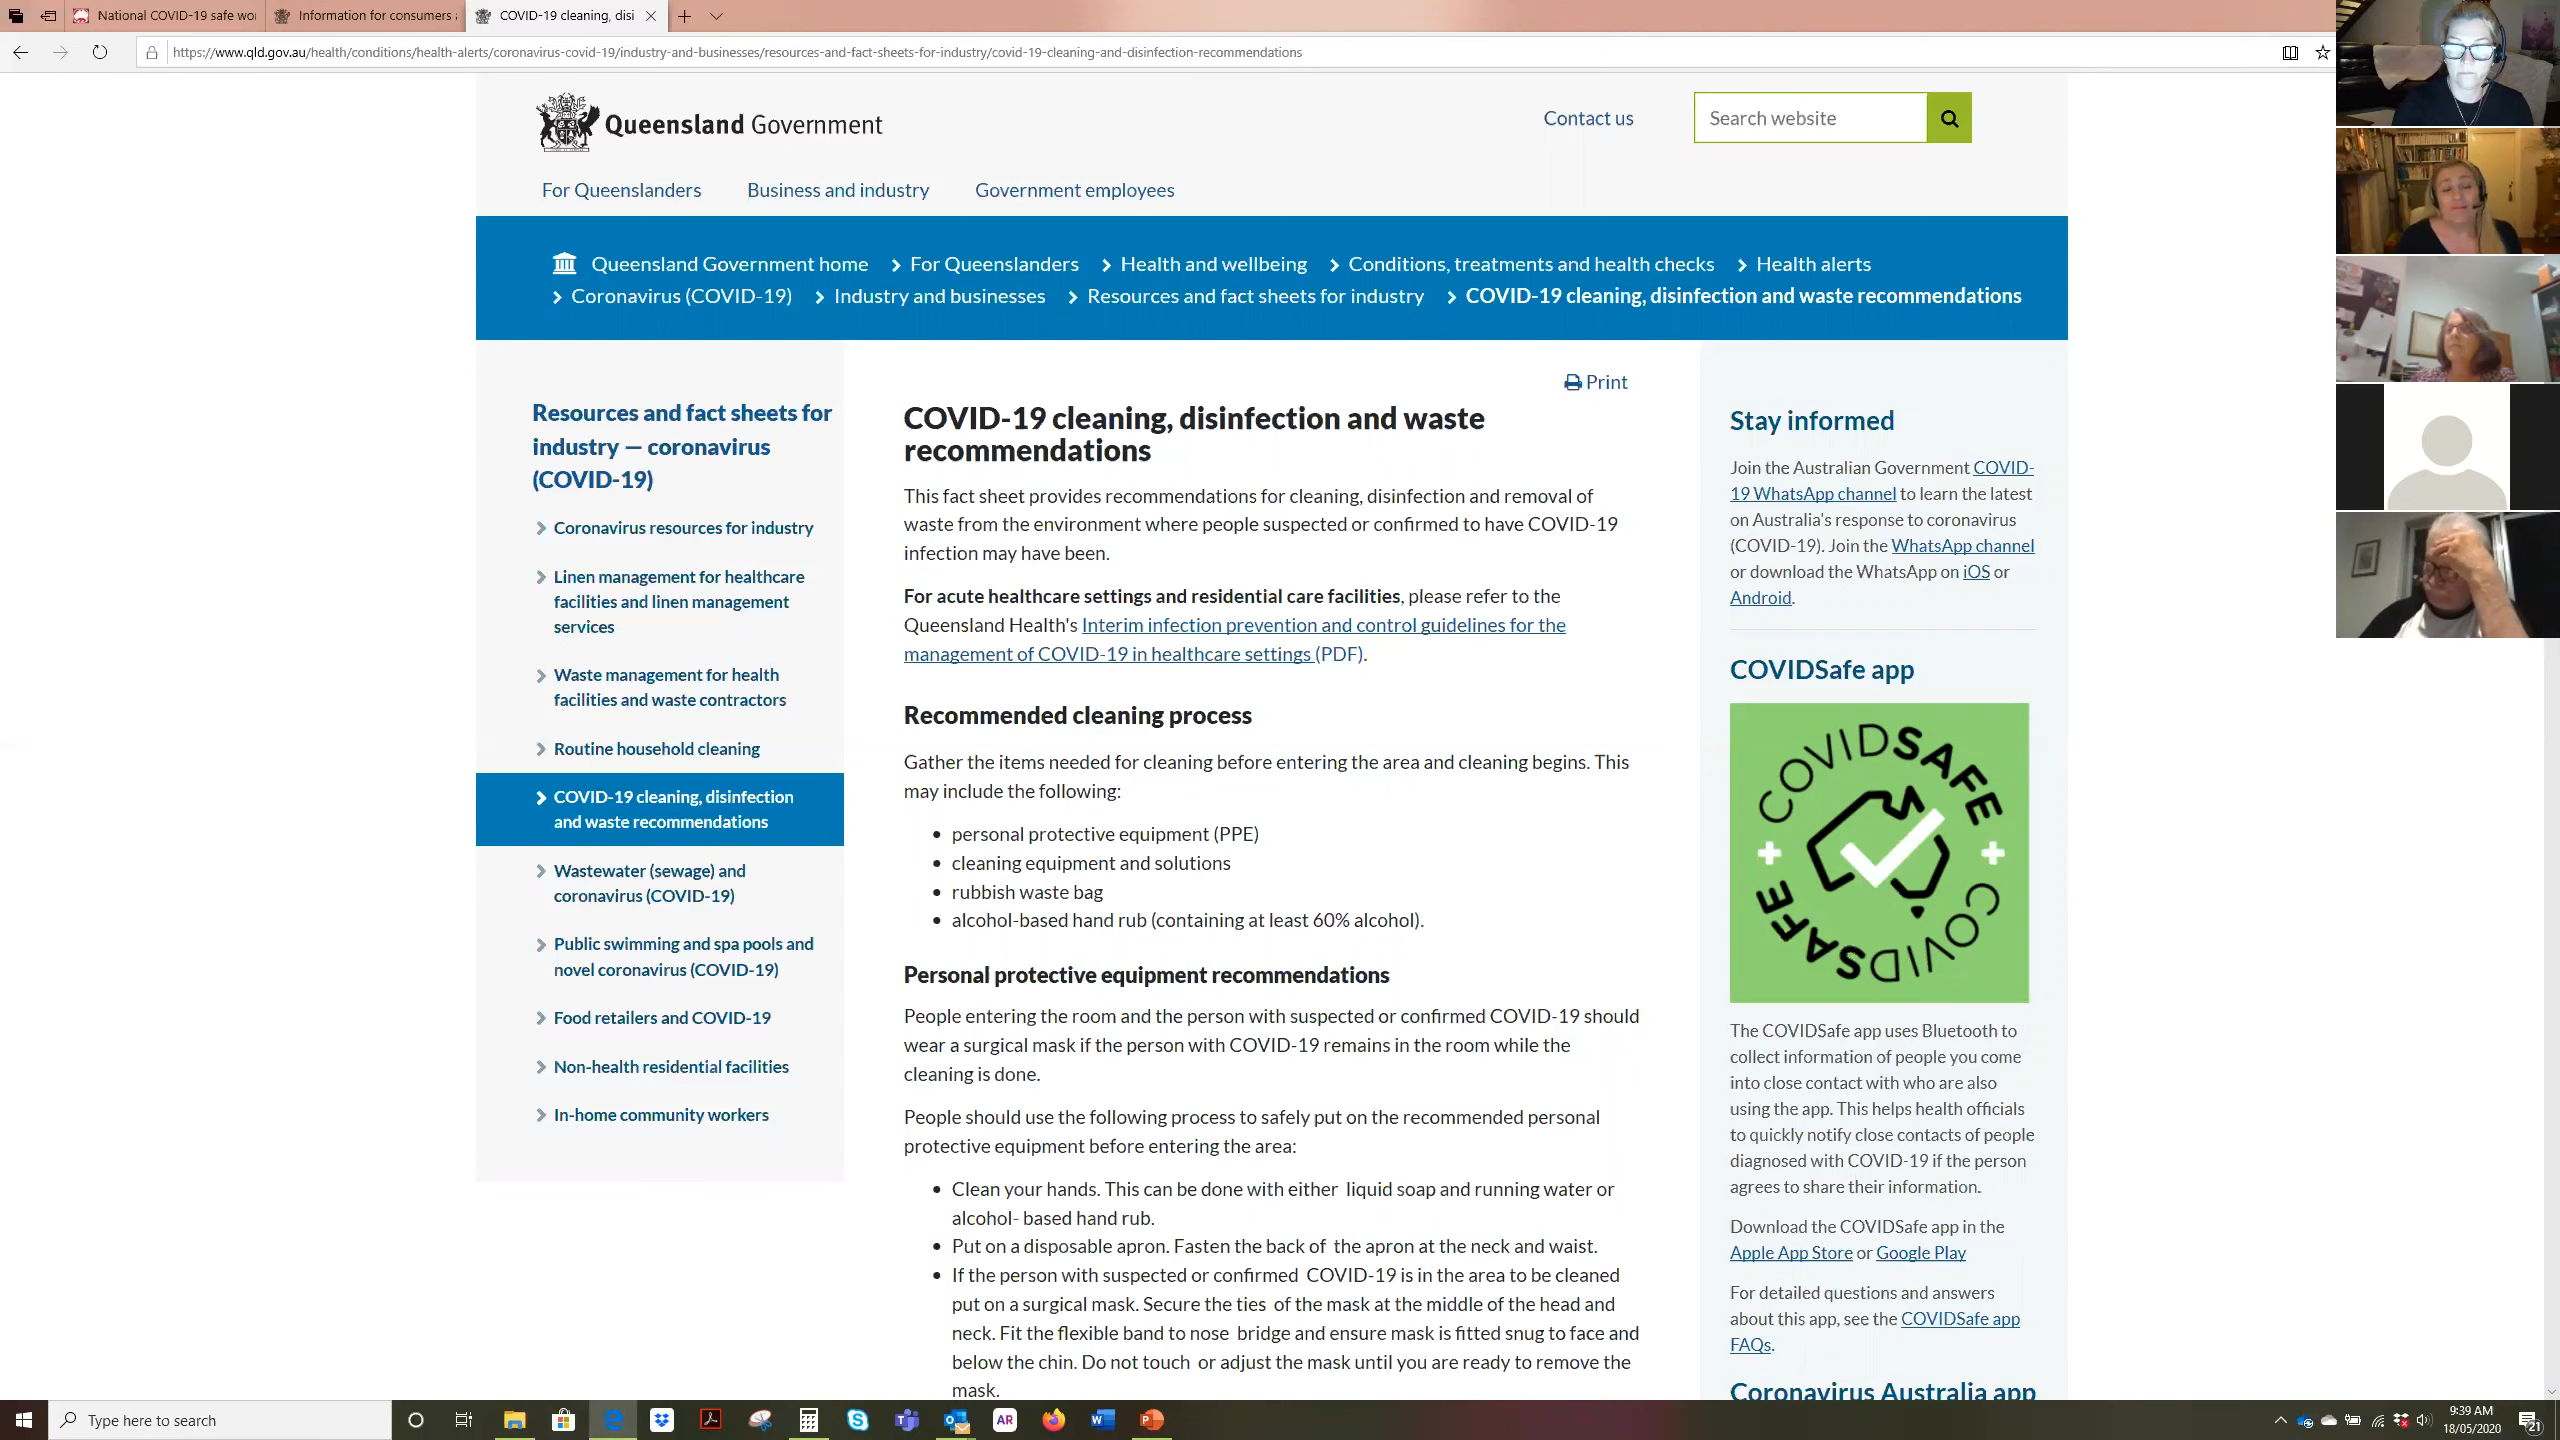 National COVID-19 safe wo
Information for consumers
COVID-19 cleaning, disi
https://www.qld.gov.au/health/conditions/health-alerts/coronavirus-covid-19/industry-and-businesses/resources-and-fact-sheets-for-industry/covid-19-cleaning-and-disinfection-recommendations
Queensland Government
Contact us
Search website
For Queenslanders
Business and industry
Government employees
Queensland Government home
For Queenslanders
Health and wellbeing
Conditions, treatments and health checks
Health alerts
Coronavirus (COVID-19)
Industry and businesses
Resources and fact sheets for industry
COVID-19 cleaning, disinfection and waste recommendations
Resources and fact sheets for
industry — coronavirus
(COVID-19)
Coronavirus resources for industry
Linen management for healthcare
facilities and linen management
services
Waste management for health
facilities and waste contractors
Routine household cleaning
COVID-19 cleaning, disinfection
and waste recommendations
Wastewater (sewage) and
coronavirus (COVID-19)
Public swimming and spa pools and
novel coronavirus (COVID-19)
Food retailers and COVID-19
Non-health residential facilities
In-home community workers
Print
COVID-19 cleaning, disinfection and waste
recommendations
This fact sheet provides recommendations for cleaning, disinfection and removal of
waste from the environment where people suspected or confirmed to have COVID-19
infection may have been.
For acute healthcare settings and residential care facilities, please refer to the
Queensland Health's Interim infection prevention and control guidelines for the
management of COVID-19 in healthcare settings (PDF).
Recommended cleaning process
Gather the items needed for cleaning before entering the area and cleaning begins. This
may include the following:
• personal protective equipment (PPE)
• cleaning equipment and solutions
• rubbish waste bag
• alcohol-based hand rub (containing at least 60% alcohol).
Personal protective equipment recommendations
People entering the room and the person with suspected or confirmed COVID-19 should
wear a surgical mask if the person with COVID-19 remains in the room while the
cleaning is done.
People should use the following process to safely put on the recommended personal
protective equipment before entering the area:
• Clean your hands. This can be done with either liquid soap and running water or
alcohol- based hand rub.
• Put on a disposable apron. Fasten the back of the apron at the neck and waist.
• If the person with suspected or confirmed COVID-19 is in the area to be cleaned
put on a surgical mask. Secure the ties of the mask at the middle of the head and
neck. Fit the flexible band to nose bridge and ensure mask is fitted snug to face and
below the chin. Do not touch or adjust the mask until you are ready to remove the
mask.
Stay informed
Join the Australian Government COVID-
19 WhatsApp channel to learn the latest
on Australia's response to coronavirus
(COVID-19). Join the WhatsApp channel
or download the WhatsApp on iOS or
Android.
COVIDSafe app
COVIDSAFE
COVIDSAFE
The COVIDSafe app uses Bluetooth to
collect information of people you come
into close contact with who are also
using the app. This helps health officials
to quickly notify close contacts of people
diagnosed with COVID-19 if the person
agrees to share their information.
Download the COVIDSafe app in the
Apple App Store or Google Play
For detailed questions and answers
about this app, see the COVIDSafe app
FAQs.
Coronavirus Australia app
Type here to search
AR
9:39 AM
18/05/2020
21